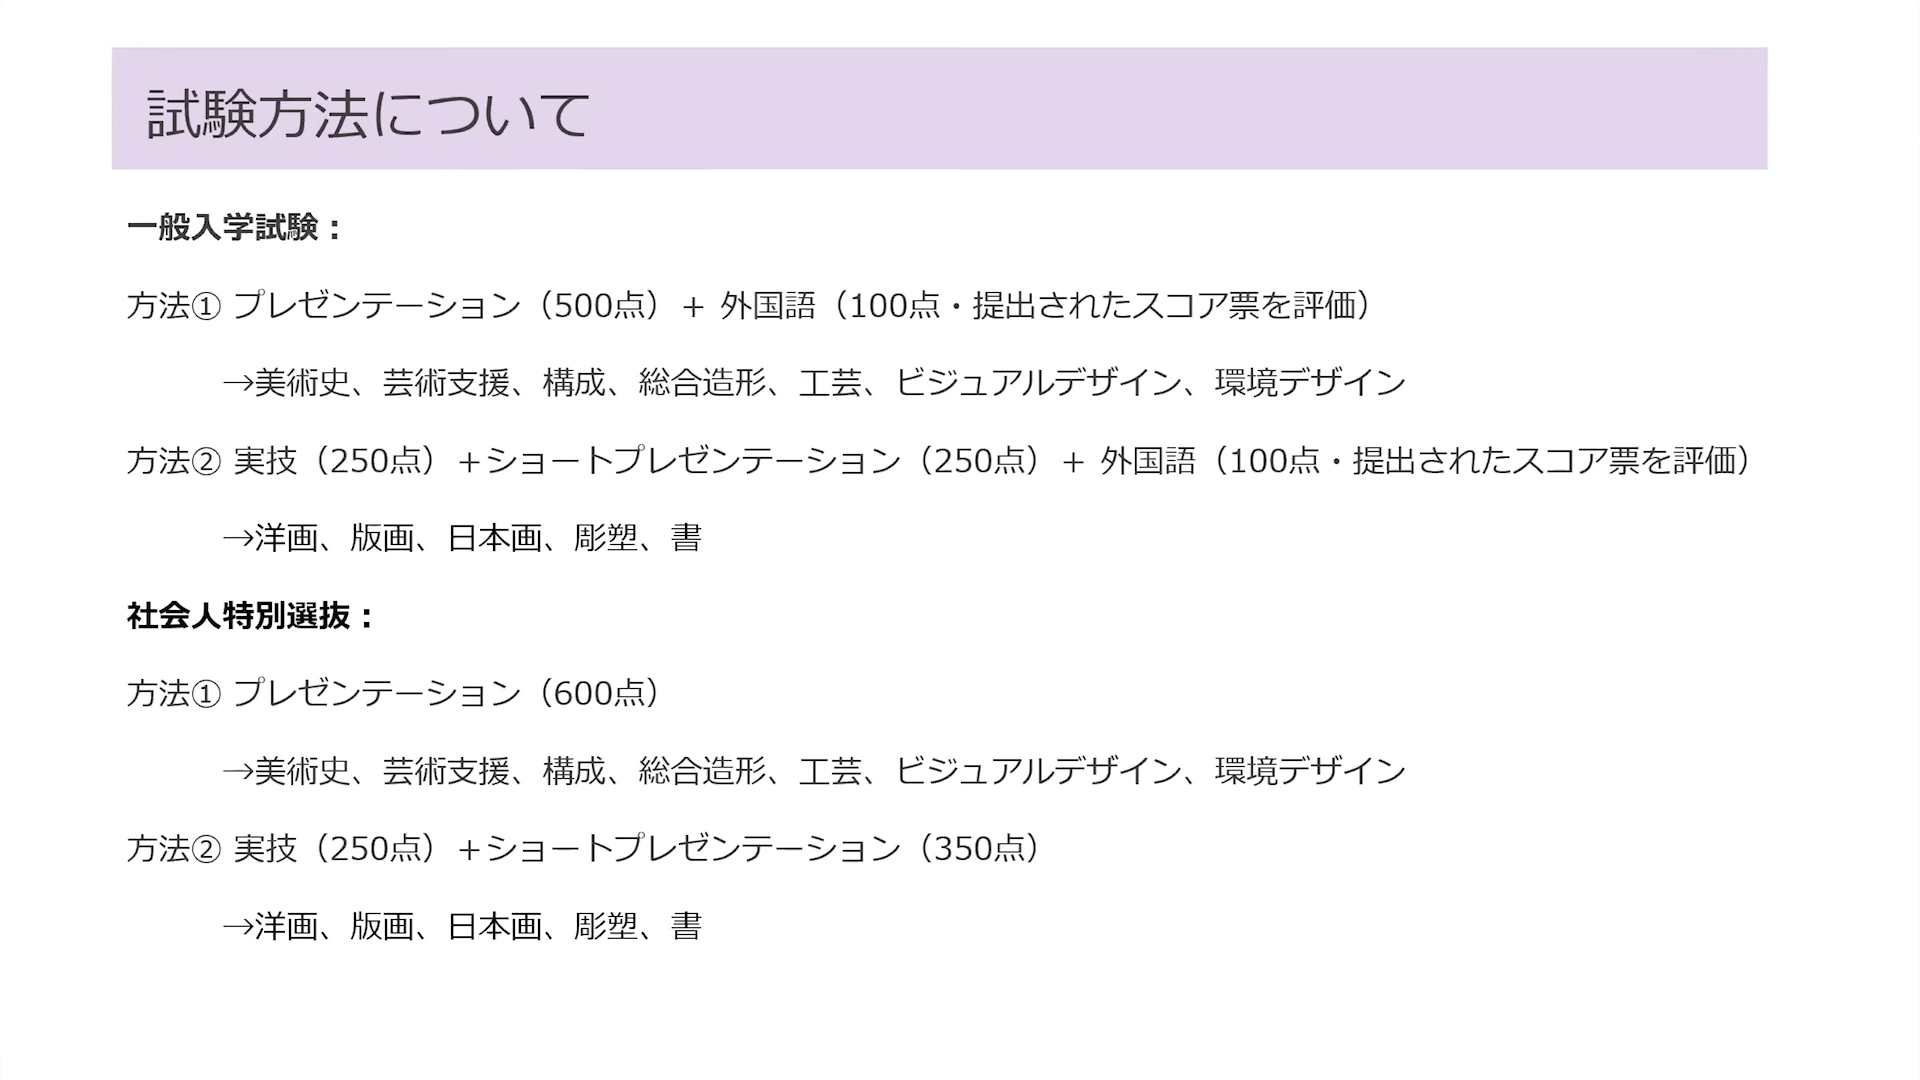 試験方法について
一般入学試験：
方法① プレゼンテーション（500点）＋ 外国語（100点・提出されたスコア票を評価）
→美術史、芸術支援、構成、総合造形、工芸、ビジュアルデザイン、環境デザイン
方法② 実技（250点）＋ショートプレゼンテーション（250点）＋ 外国語（100点・提出されたスコア票を評価）
→洋画、版画、日本画、彫塑、書
社会人特別選抜：
方法① プレゼンテーション（600点）
→美術史、芸術支援、構成、総合造形、工芸、ビジュアルデザイン、環境デザイン
方法② 実技（250点）＋ショートプレゼンテーション（350点）
→洋画、版画、日本画、彫塑、書